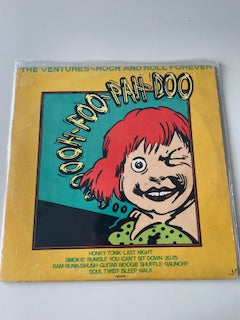 THE VENTURES-ROCK AND ROLL FOREVER
OOH-POO-PAH-DOO
HONKY TONK·LAST NIGHT
SMOKIE·RUMBLE·YOU CAN'T SIT DOWN·20-75
RAM-BUNK-SHUSH·GUITAR BOOGIE SHUFFLE·RAUNCHY
SOUL TWIST·SLEEP WALK